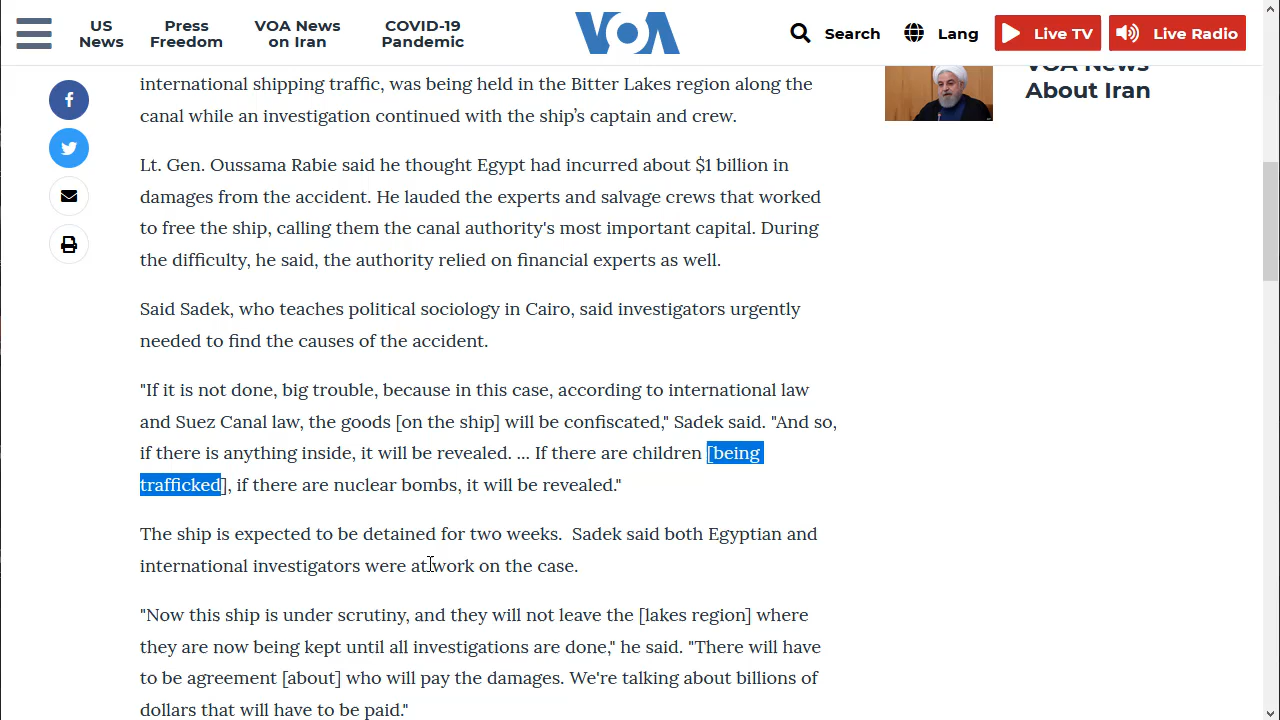 US News
Press Freedom
VOA News on Iran
COVID-19 Pandemic
VOA
Search
Lang
Live TV
Live Radio
international shipping traffic, was being held in the Bitter Lakes region along the
canal while an investigation continued with the ship's captain and crew.
Lt. Gen. Oussama Rabie said he thought Egypt had incurred about $1 billion in
damages from the accident. He lauded the experts and salvage crews that worked
to free the ship, calling them the canal authority's most important capital. During
the difficulty, he said, the authority relied on financial experts as well.
Said Sadek, who teaches political sociology in Cairo, said investigators urgently
needed to find the causes of the accident.
"If it is not done, big trouble, because in this case, according to international law
and Suez Canal law, the goods [on the ship] will be confiscated," Sadek said. "And so,
if there is anything inside, it will be revealed. ... If there are children [being
trafficked], if there are nuclear bombs, it will be revealed."
The ship is expected to be detained for two weeks.  Sadek said both Egyptian and
international investigators were at work on the case.
"Now this ship is under scrutiny, and they will not leave the [lakes region] where
they are now being kept until all investigations are done," he said. "There will have
to be agreement [about] who will pay the damages. We're talking about billions of
dollars that will have to be paid."
VOA News
About Iran